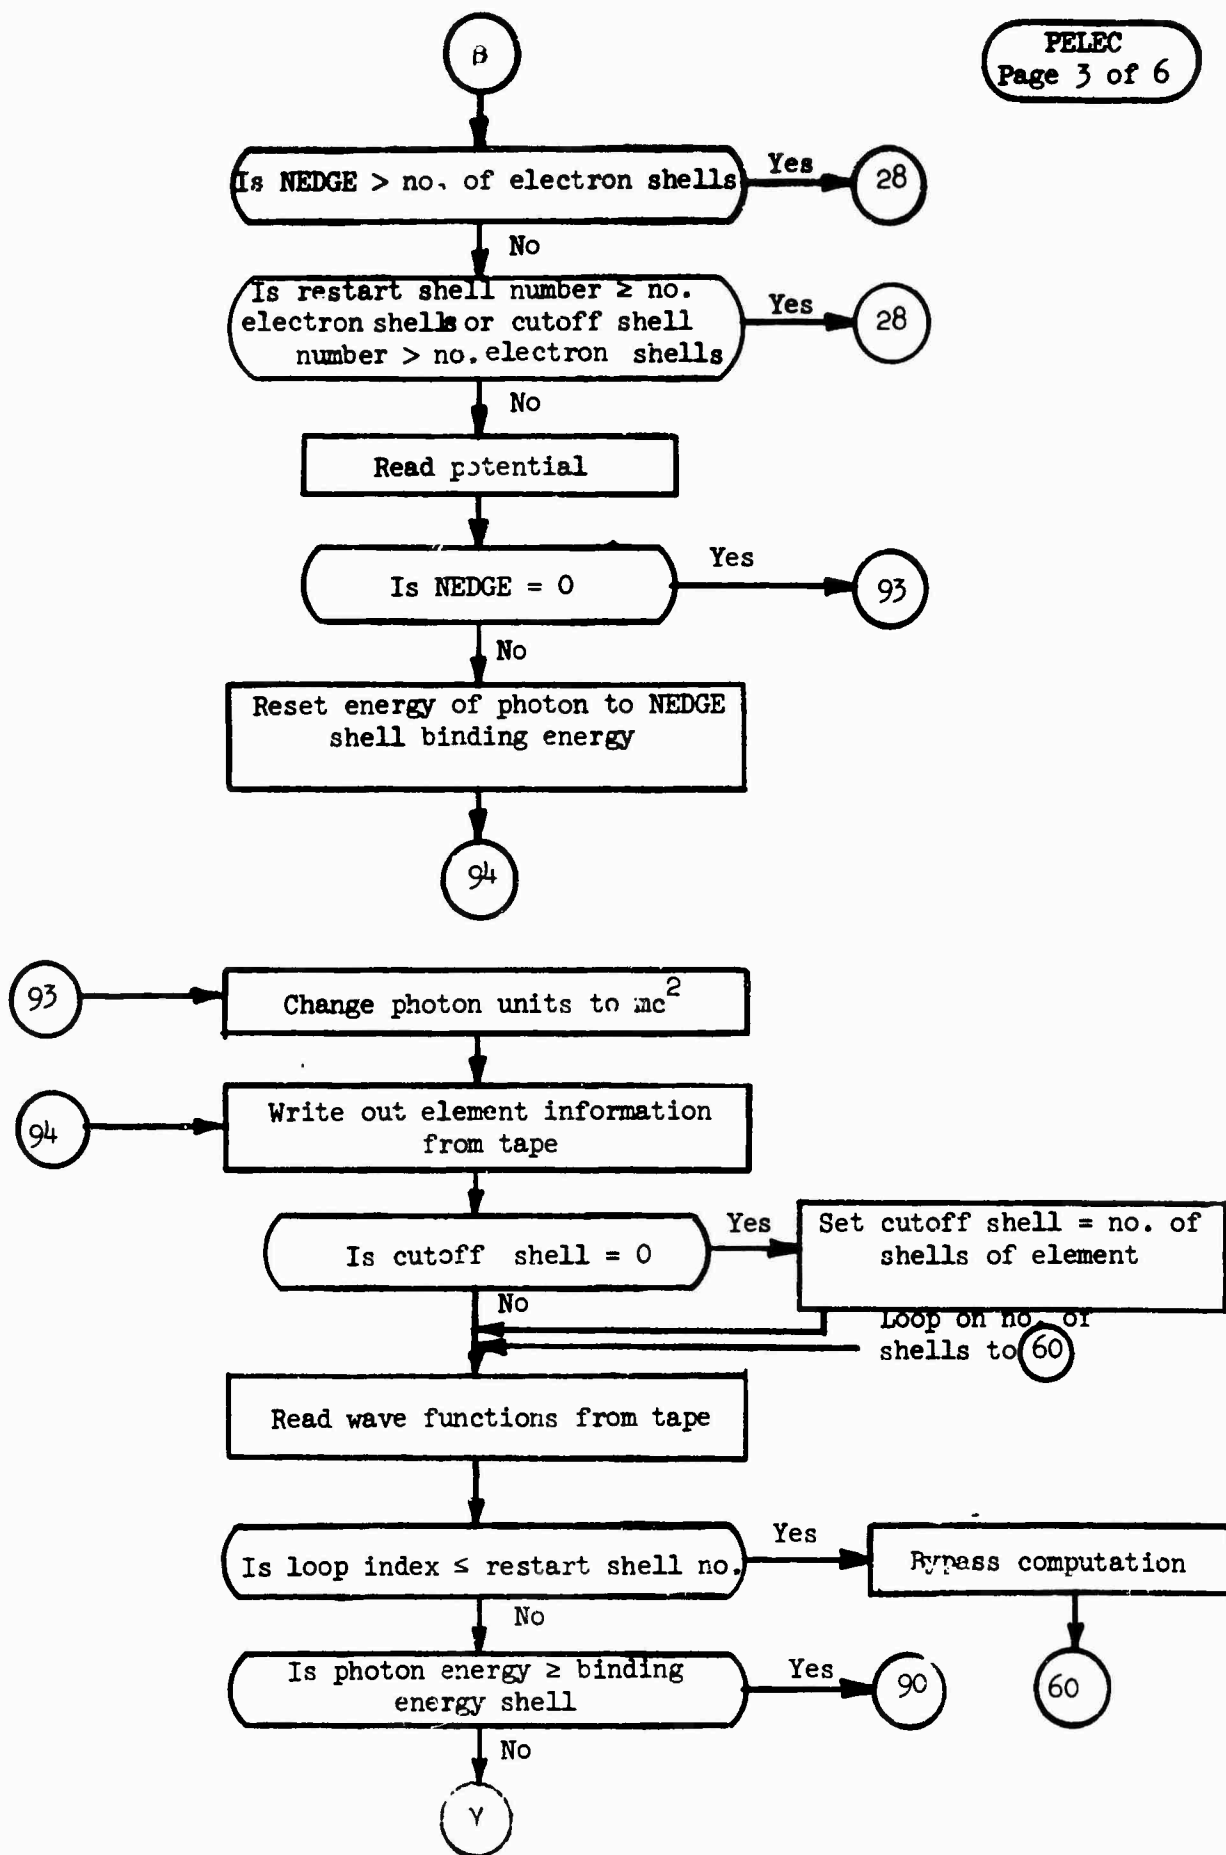 PELEC
Page 3 of 6
β
Is NEDGE > no. of electron shells
Yes
28
No
Is restart shell number ≥ no.
electron shells or cutoff shell
number > no. electron shells
Yes
28
No
Read potential
Is NEDGE = 0
Yes
93
No
Reset energy of photon to NEDGE
shell binding energy
94
93
Change photon units to mc²
94
Write out element information
from tape
Is cutoff shell = 0
Yes
Set cutoff shell = no. of
shells of element
No
Loop on no. of
shells to 60
Read wave functions from tape
Is loop index ≤ restart shell no.
Yes
Bypass computation
No
60
Is photon energy ≥ binding
energy shell
Yes
90
No
γ